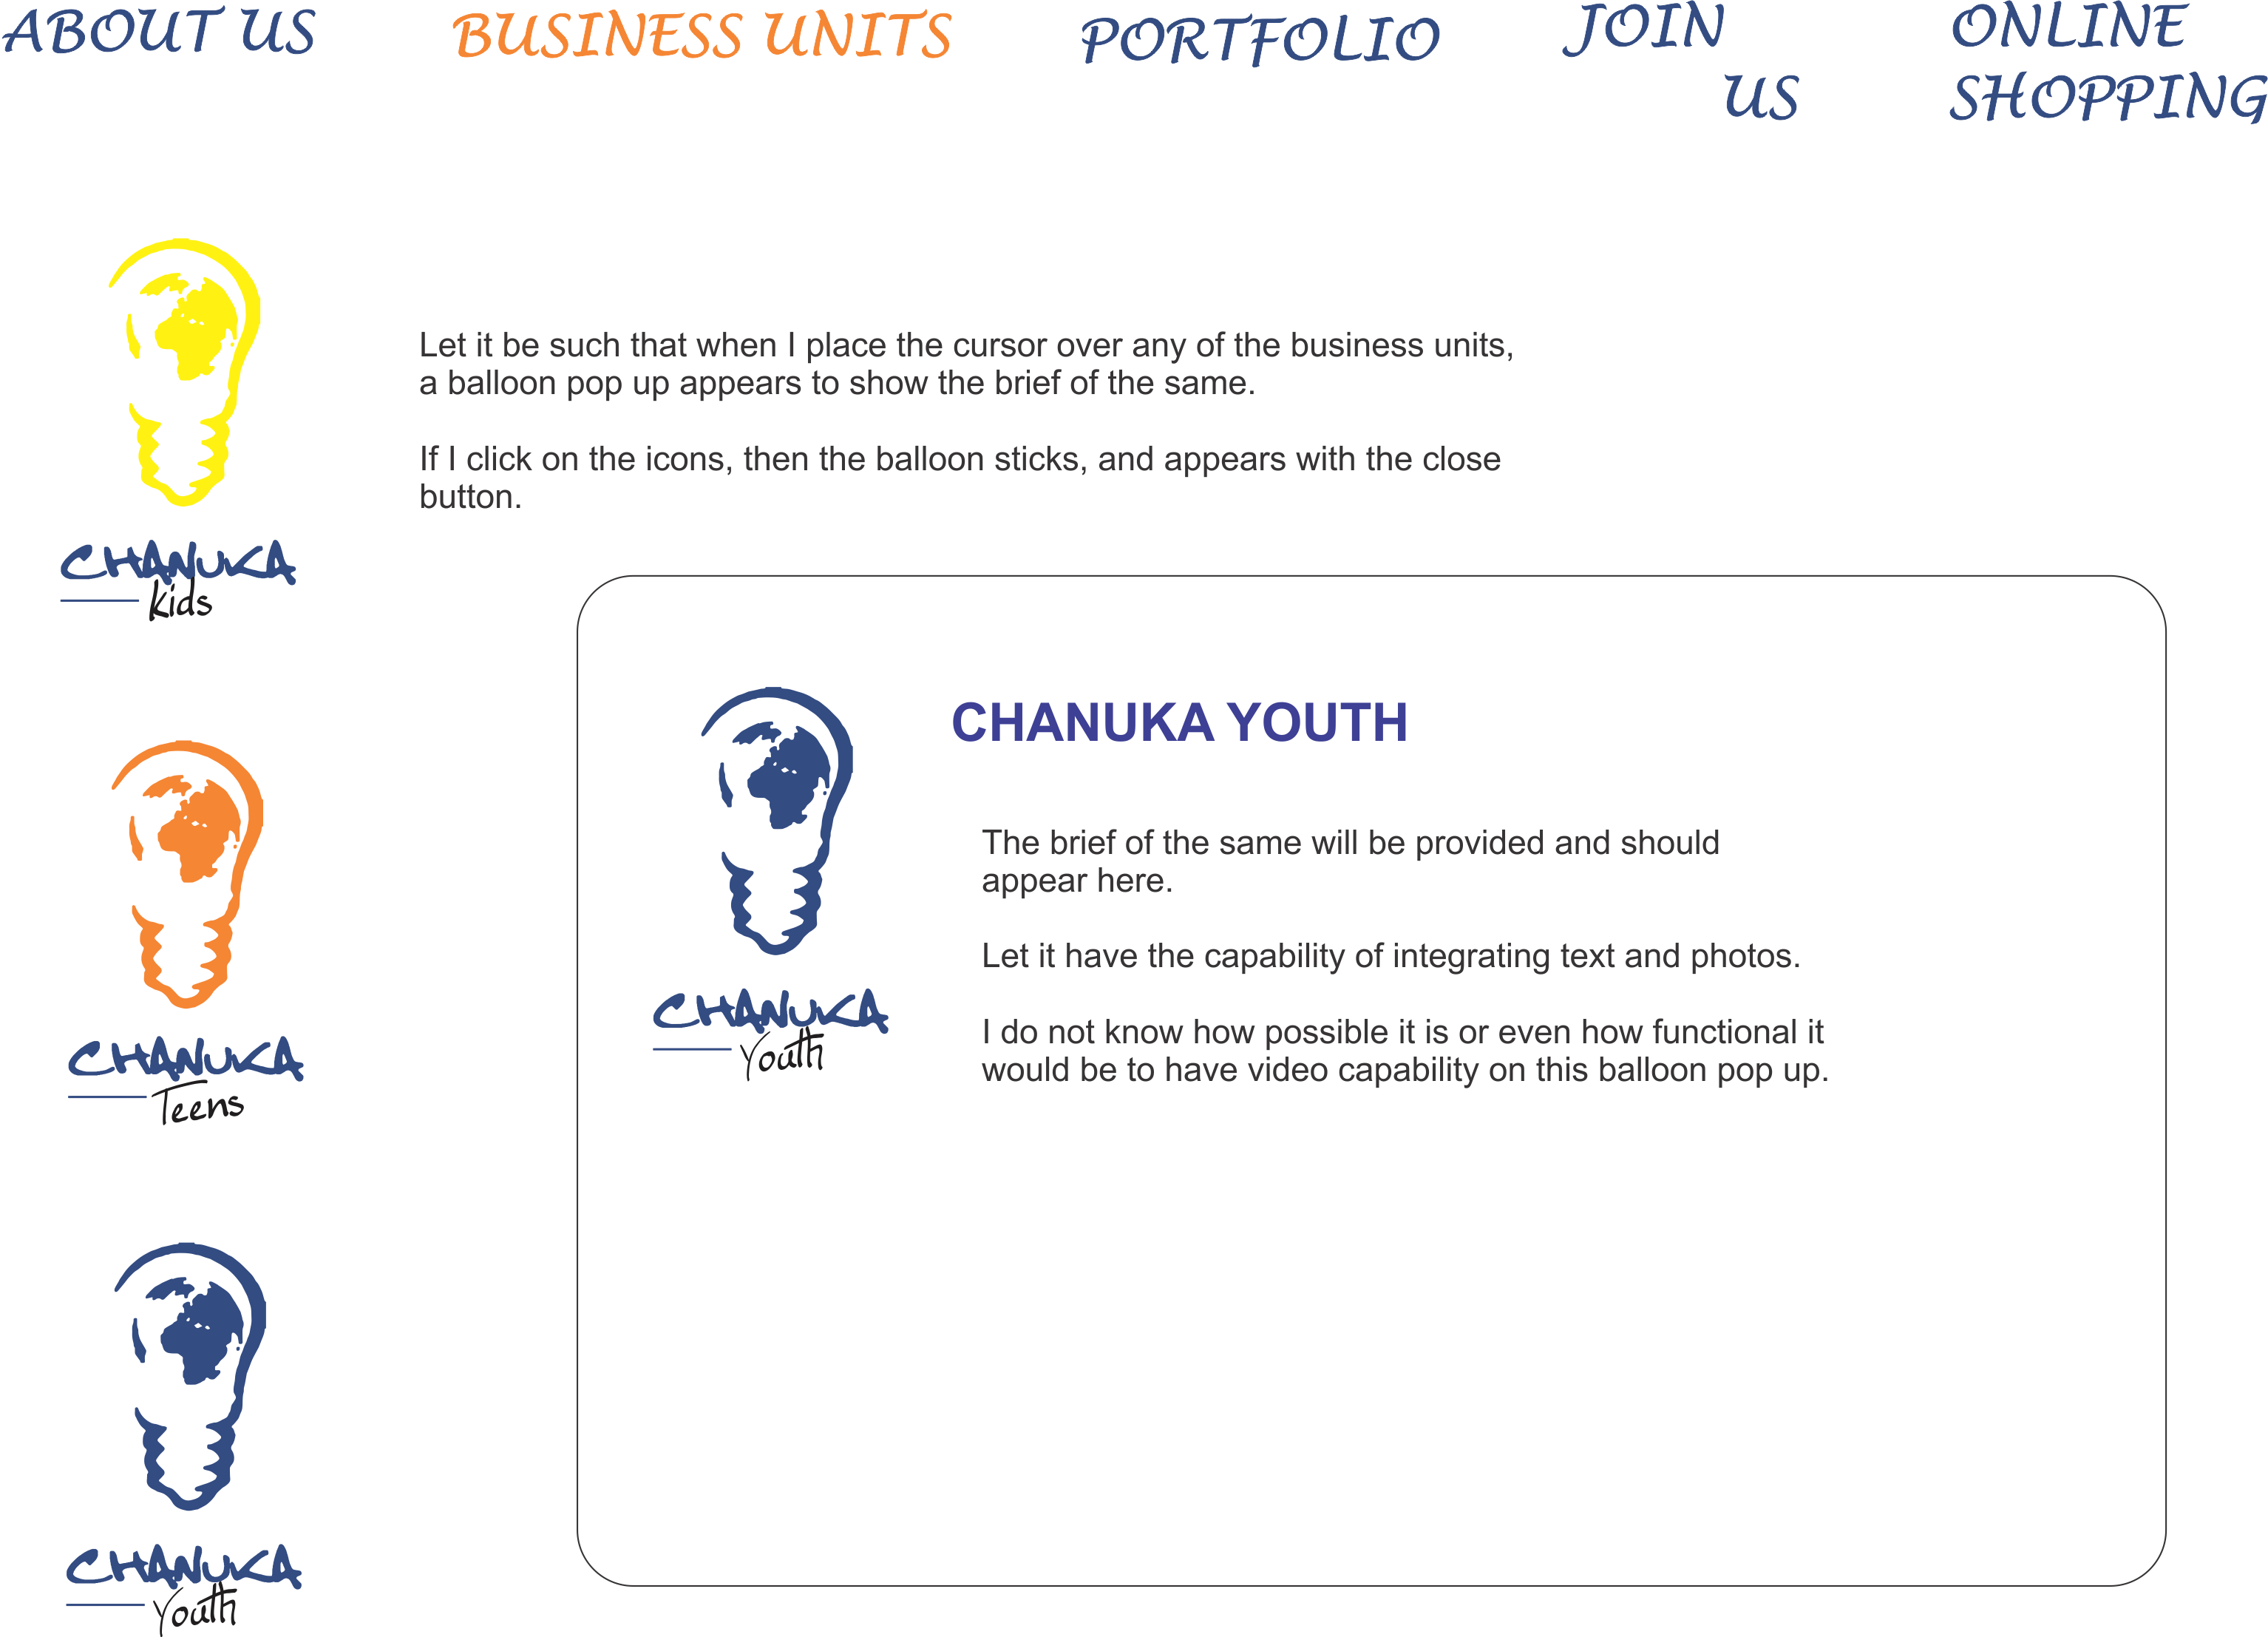 ABOUT US
BUSINESS UNITS
PORTFOLIO
JOIN
US
ONLINE
SHOPPING
Let it be such that when I place the cursor over any of the business units,
a balloon pop up appears to show the brief of the same.
If I click on the icons, then the balloon sticks, and appears with the close
button.
CHANUKA
Kids
CHANUKA
Teens
CHANUKA
Youth
CHANUKA YOUTH
The brief of the same will be provided and should
appear here.
Let it have the capability of integrating text and photos.
I do not know how possible it is or even how functional it
would be to have video capability on this balloon pop up.
CHANUKA
Youth